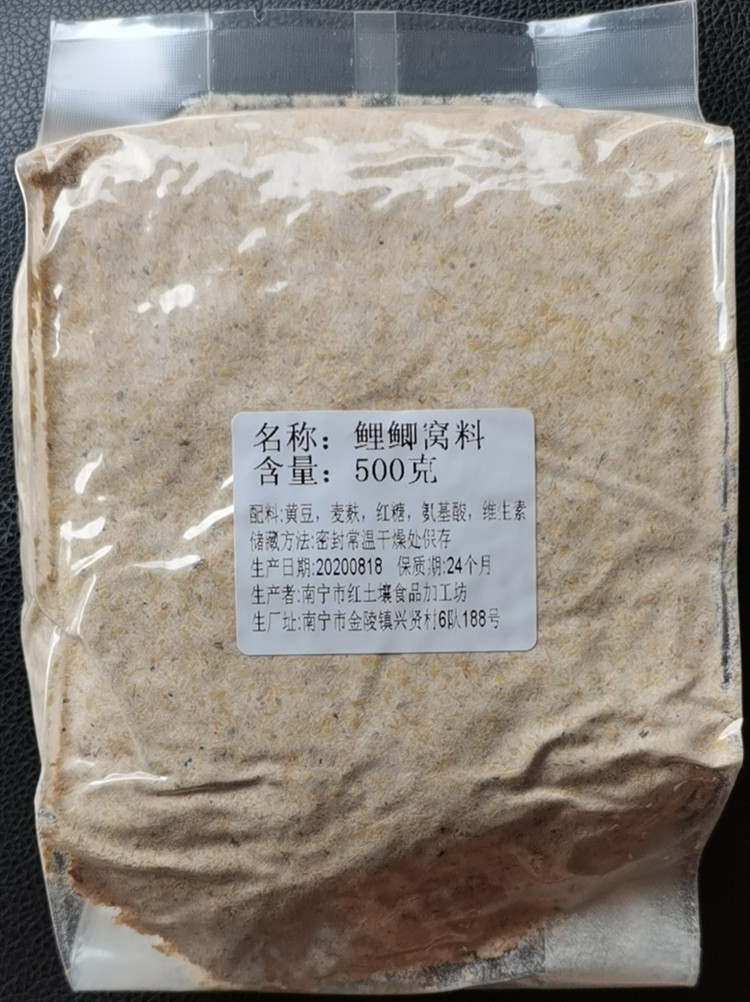 名称：鲤鲫窝料
含量：500克
配料:黄豆，麦麸，红糖，氨基酸，维生素
储藏方法:密封常温干燥处保存
生产日期:20200818 保质期:24个月
生产者:南宁市红土壤食品加工坊
生厂址:南宁市金陵镇兴贤村6队188号